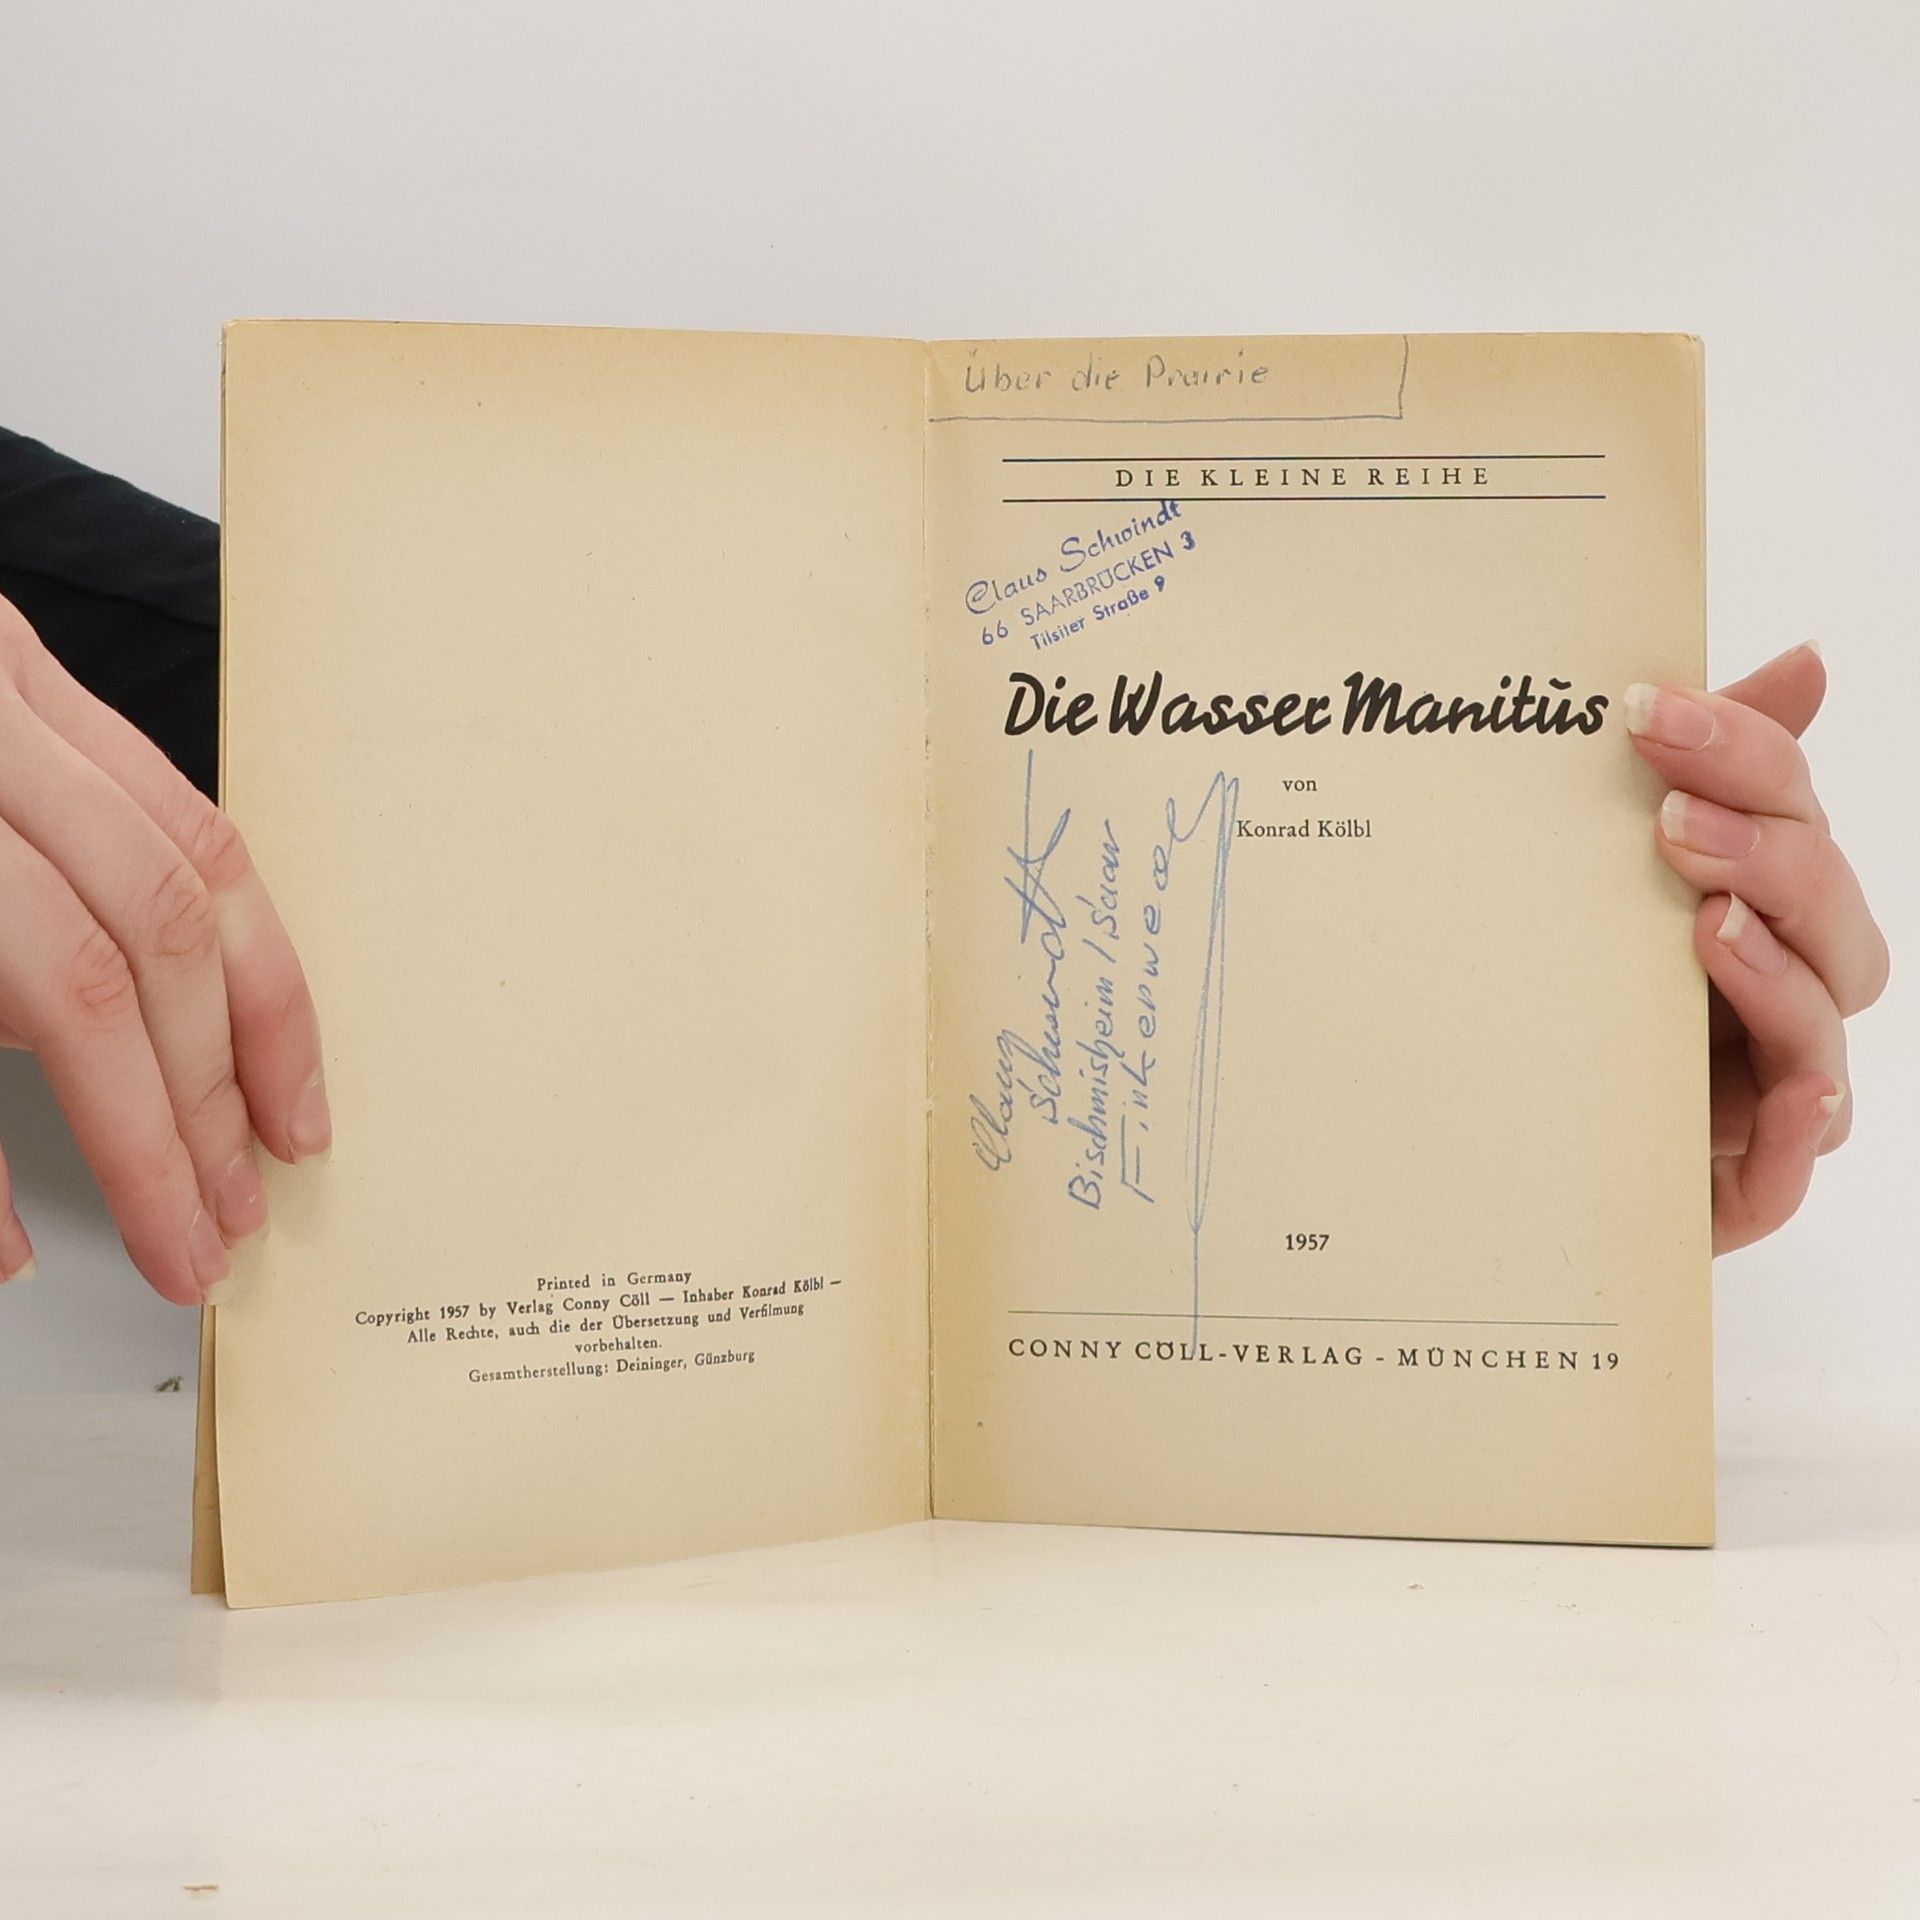 Printed in Germany
Copyright 1957 by Verlag Conny Cöll — Inhaber Konrad Kölbl —
Alle Rechte, auch die der Übersetzung und Verfilmung
vorbehalten.
Gesamtherstellung: Deininger, Günzburg
Über die Prairie
DIE KLEINE REIHE
Claus Schwindt
66 SAARBRÜCKEN 3
Tilsiter Straße 9
Die Wasser Manitus
von
Konrad Kölbl
Claus
Schwindt
Bischmisheim / Saar
1957
CONNY CÖLL-VERLAG - MÜNCHEN 19